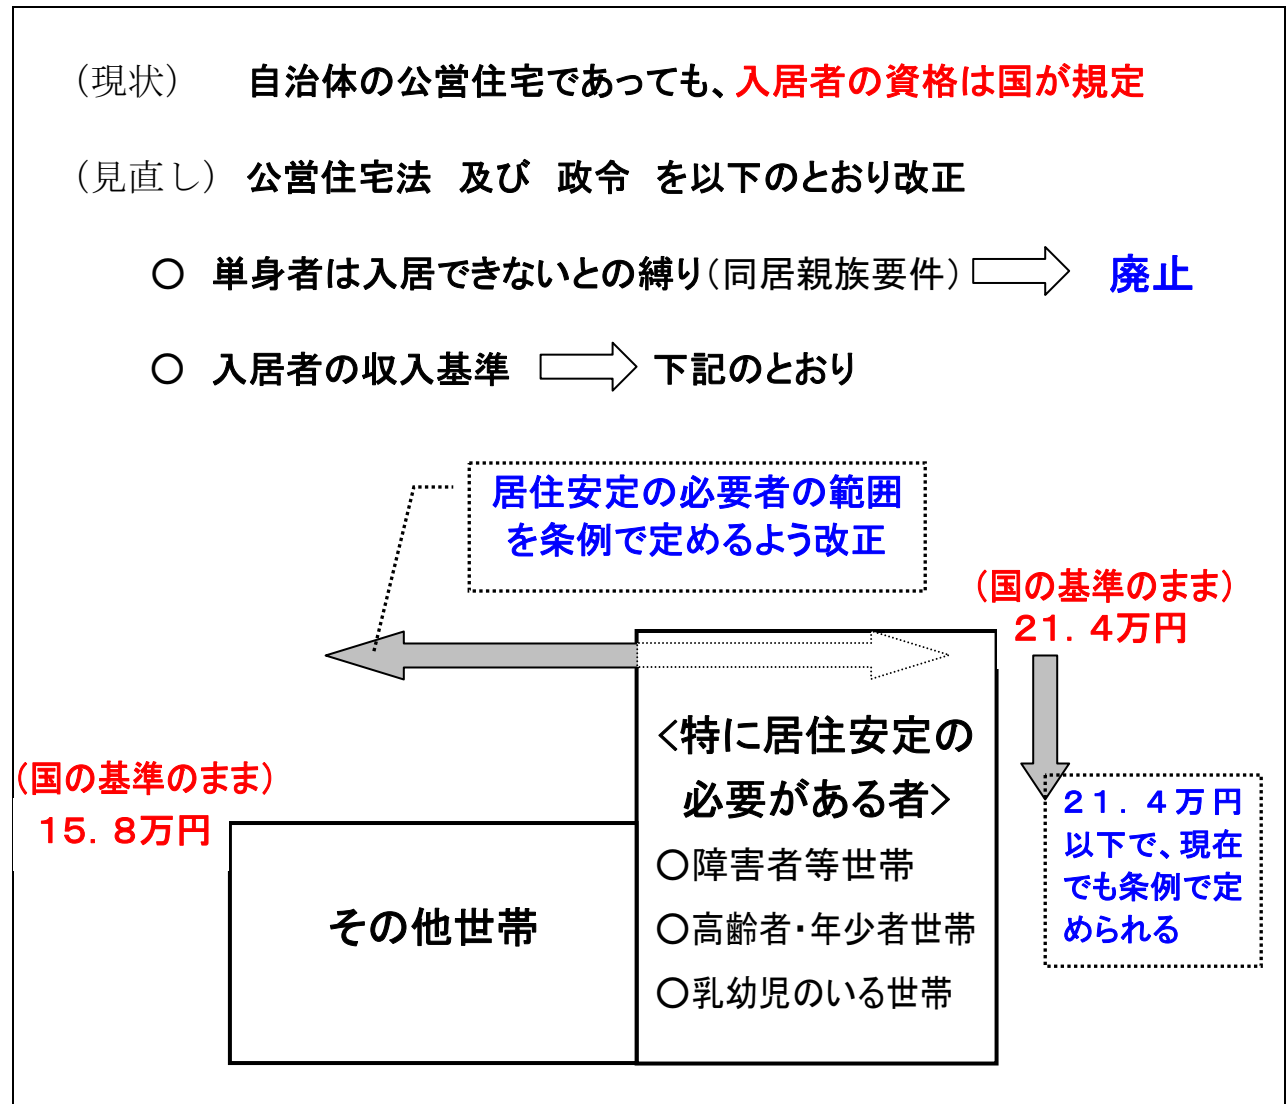 （現状）　自治体の公営住宅であっても、入居者の資格は国が規定
（見直し）公営住宅法　及び　政令　を以下のとおり改正
○　単身者は入居できないとの縛り（同居親族要件）　廃止
○　入居者の収入基準　下記のとおり
居住安定の必要者の範囲
を条例で定めるよう改正
（国の基準のまま）
２１．４万円
＜特に居住安定の
必要がある者＞
○障害者等世帯
○高齢者・年少者世帯
○乳幼児のいる世帯
（国の基準のまま）
１５．８万円
その他世帯
２１．４万円
以下で、現在
でも条例で定
められる